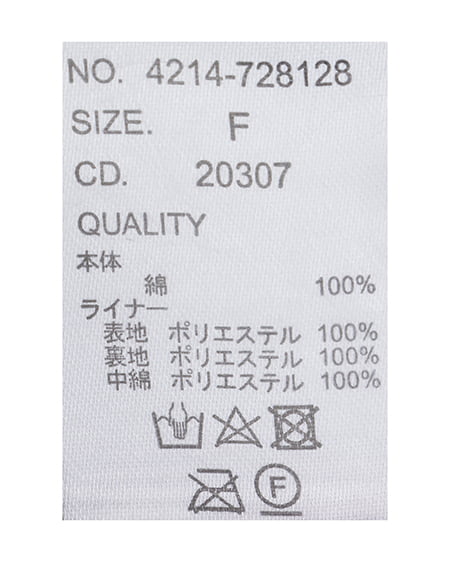 NO. 4214-728128
SIZE. F
CD. 20307
QUALITY
本体
綿 100%
ライナー
表地 ポリエステル 100%
裏地 ポリエステル 100%
中綿 ポリエステル 100%
F